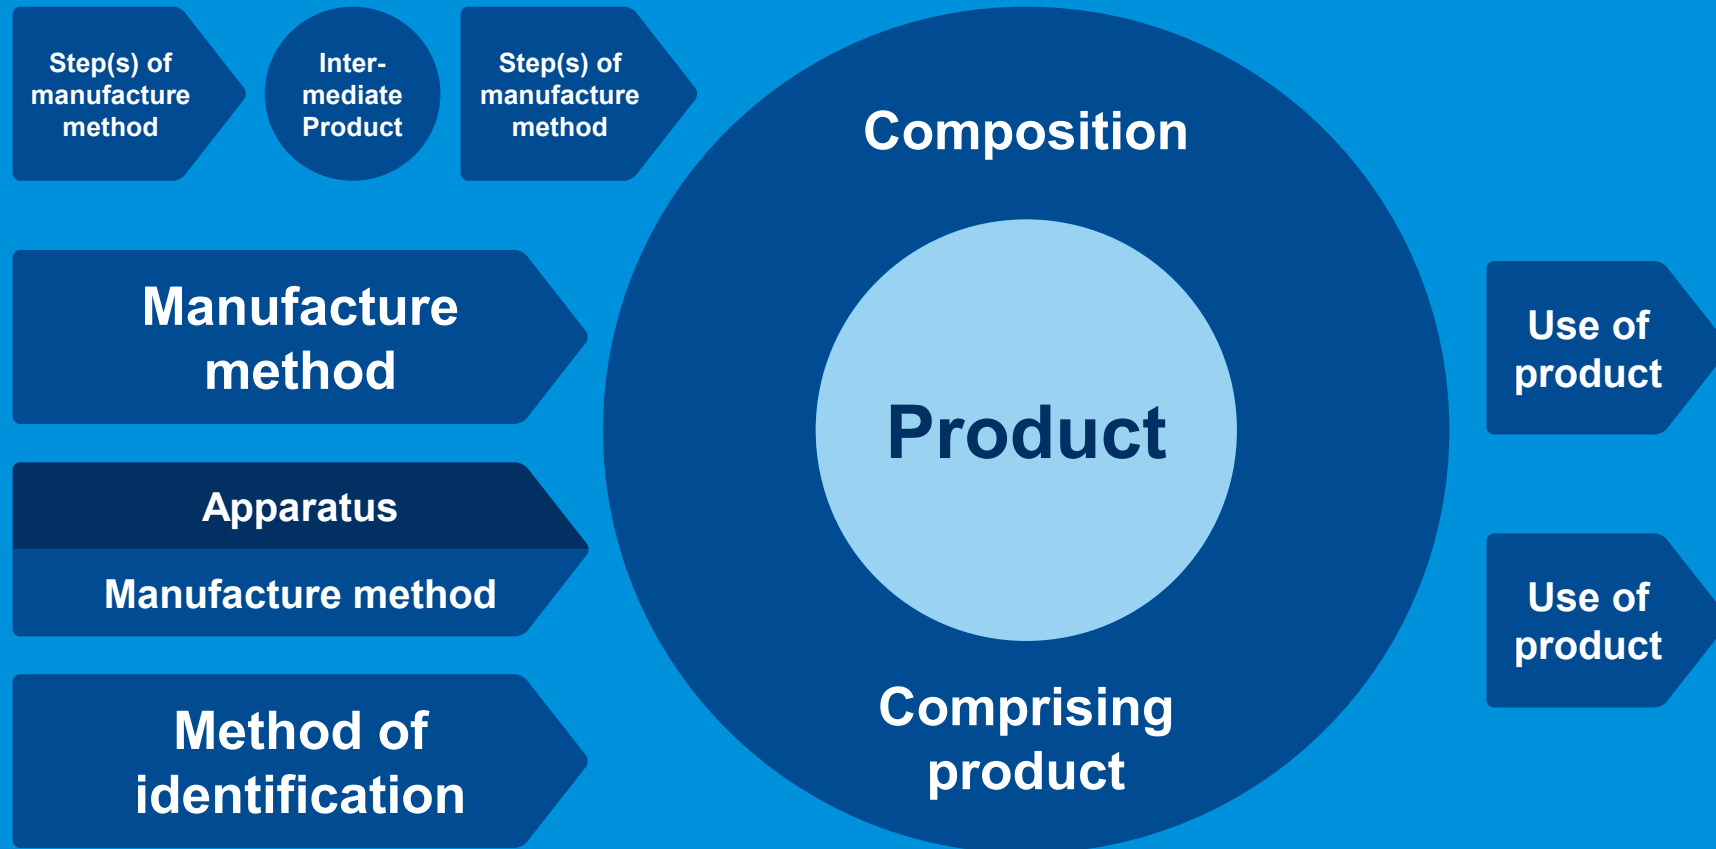 Step(s) of
manufacture
method
Inter-
mediate
Product
Step(s) of
manufacture
method
Composition
Manufacture
method
Product
Use of
product
Apparatus
Manufacture method
Use of
product
Method of
identification
Comprising
product